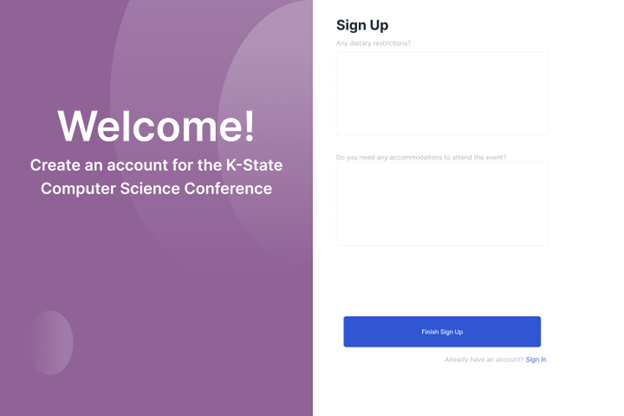 Welcome!
Create an account for the K-State
Computer Science Conference
Sign Up
Any dietary restrictions?
Do you need any accommodations to attend the event?
Finish Sign Up
Already have an account? Sign In